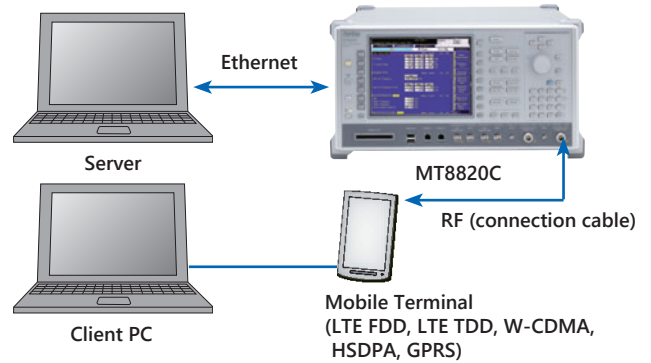 Ethernet
Server
MT8820C
RF (connection cable)
Client PC
Mobile Terminal
(LTE FDD, LTE TDD, W-CDMA,
HSDPA, GPRS)